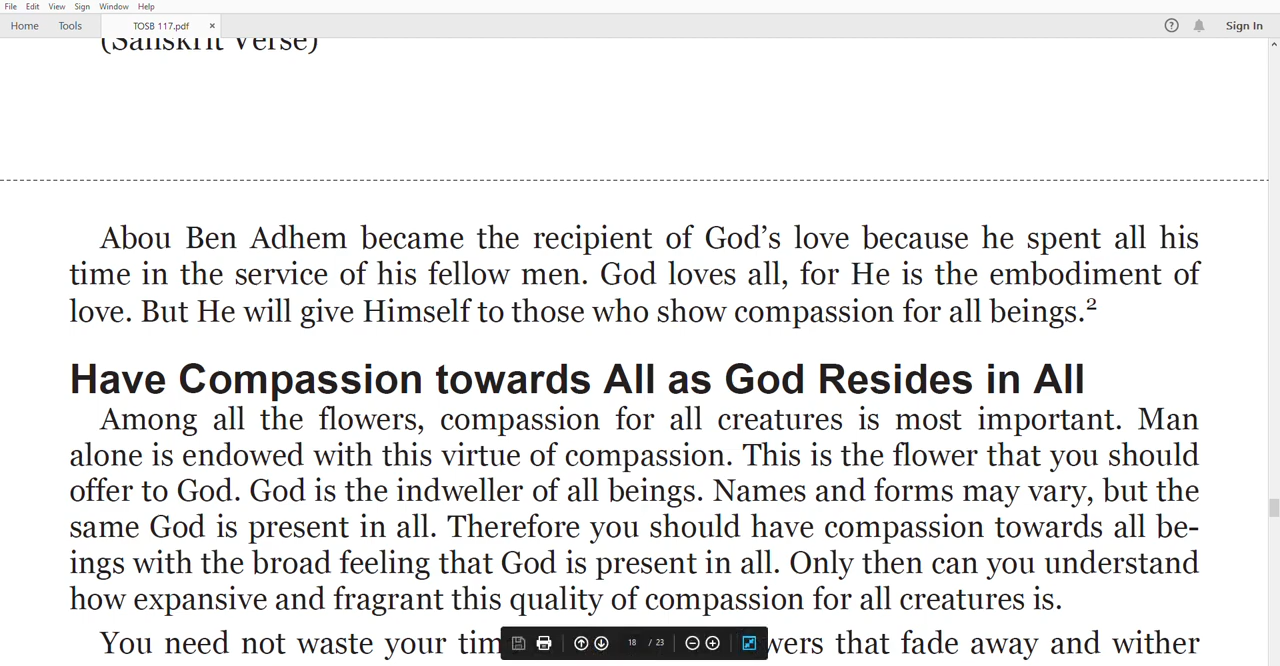 File Edit View Sign Window Help
Home Tools TOSB 117.pdf × ? Sign In
(Sanskrit Verse)
Abou Ben Adhem became the recipient of God’s love because he spent all his
time in the service of his fellow men. God loves all, for He is the embodiment of
love. But He will give Himself to those who show compassion for all beings.²
Have Compassion towards All as God Resides in All
Among all the flowers, compassion for all creatures is most important. Man
alone is endowed with this virtue of compassion. This is the flower that you should
offer to God. God is the indweller of all beings. Names and forms may vary, but the
same God is present in all. Therefore you should have compassion towards all be-
ings with the broad feeling that God is present in all. Only then can you understand
how expansive and fragrant this quality of compassion for all creatures is.
You need not waste your that fade away and wither
18 / 23